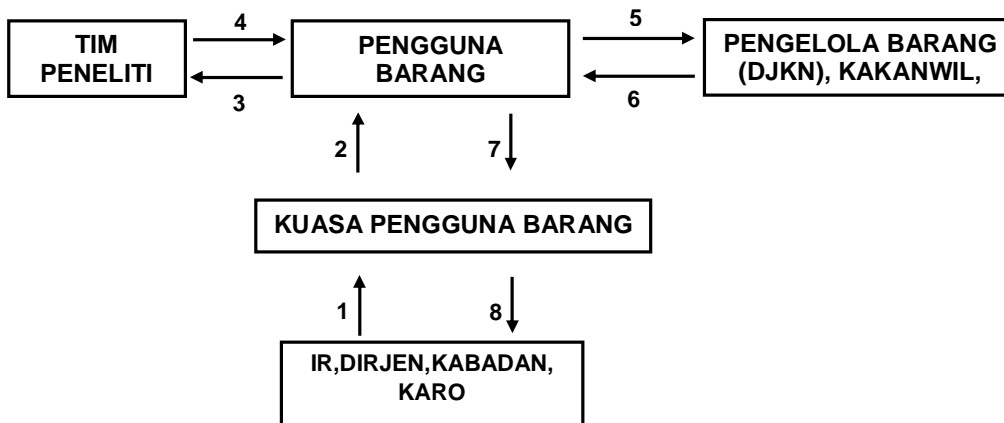 TIM
PENELITI
4
3
PENGGUNA
BARANG
5
6
PENGELOLA BARANG
(DJKN), KAKANWIL,
2
7
KUASA PENGGUNA BARANG
1
8
IR,DIRJEN,KABADAN,
KARO